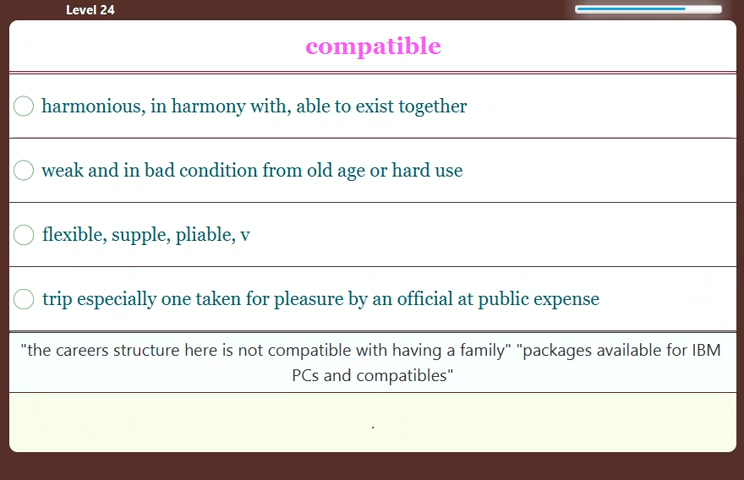 Level 24
compatible
harmonious, in harmony with, able to exist together
weak and in bad condition from old age or hard use
flexible, supple, pliable, v
trip especially one taken for pleasure by an official at public expense
"the careers structure here is not compatible with having a family" "packages available for IBM
PCs and compatibles"
.